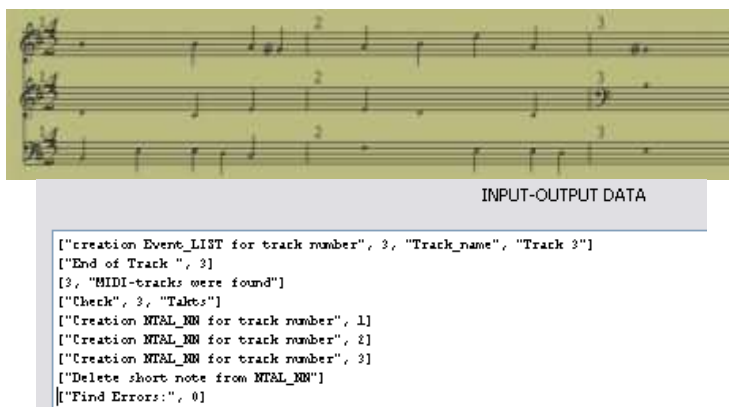 2
3
2
3
2
3
INPUT-OUTPUT DATA
["creation Event_LIST for track number", 3, "Track_name", "Track 3"]
["End of Track ", 3]
[3, "MIDI-tracks were found"]
["Check", 3, "Takts"]
["Creation NTAL_NN for track number", 1]
["Creation NTAL_NN for track number", 2]
["Creation NTAL_NN for track number", 3]
["Delete short note from NTAL_NN"]
["Find Errors:", 0]